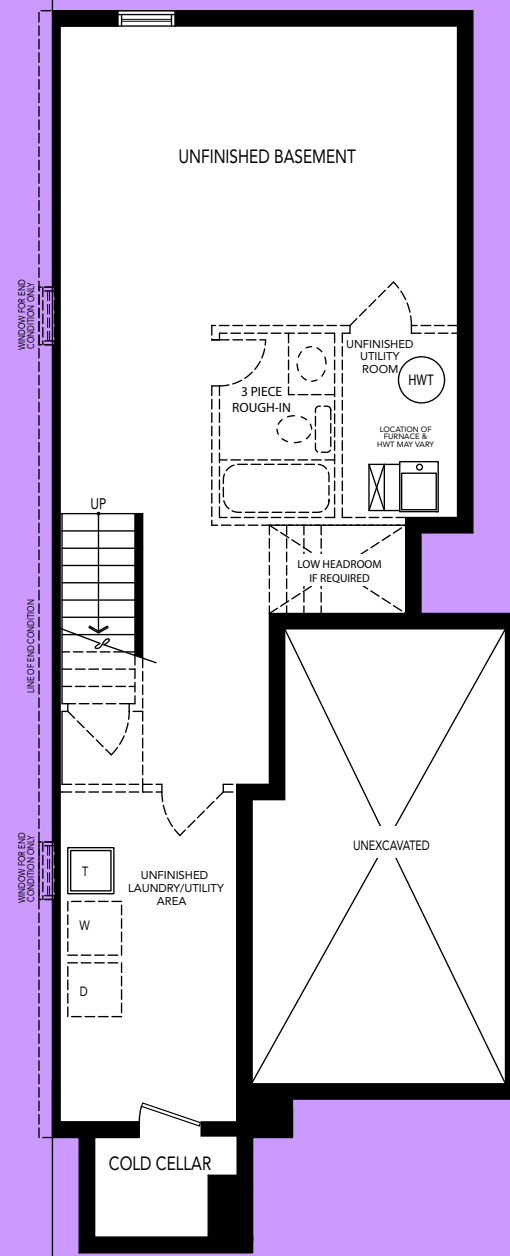 UNFINISHED BASEMENT
WINDOW FOR END
CONDITION ONLY
UNFINISHED
UTILITY
ROOM
HWT
3 PIECE
ROUGH-IN
LOCATION OF
FURNACE &
HWT MAY VARY
UP
LOW HEADROOM
IF REQUIRED
LINE OF END CONDITION
UNEXCAVATED
WINDOW FOR END
CONDITION ONLY
T
UNFINISHED
LAUNDRY/UTILITY
AREA
W
D
COLD CELLAR